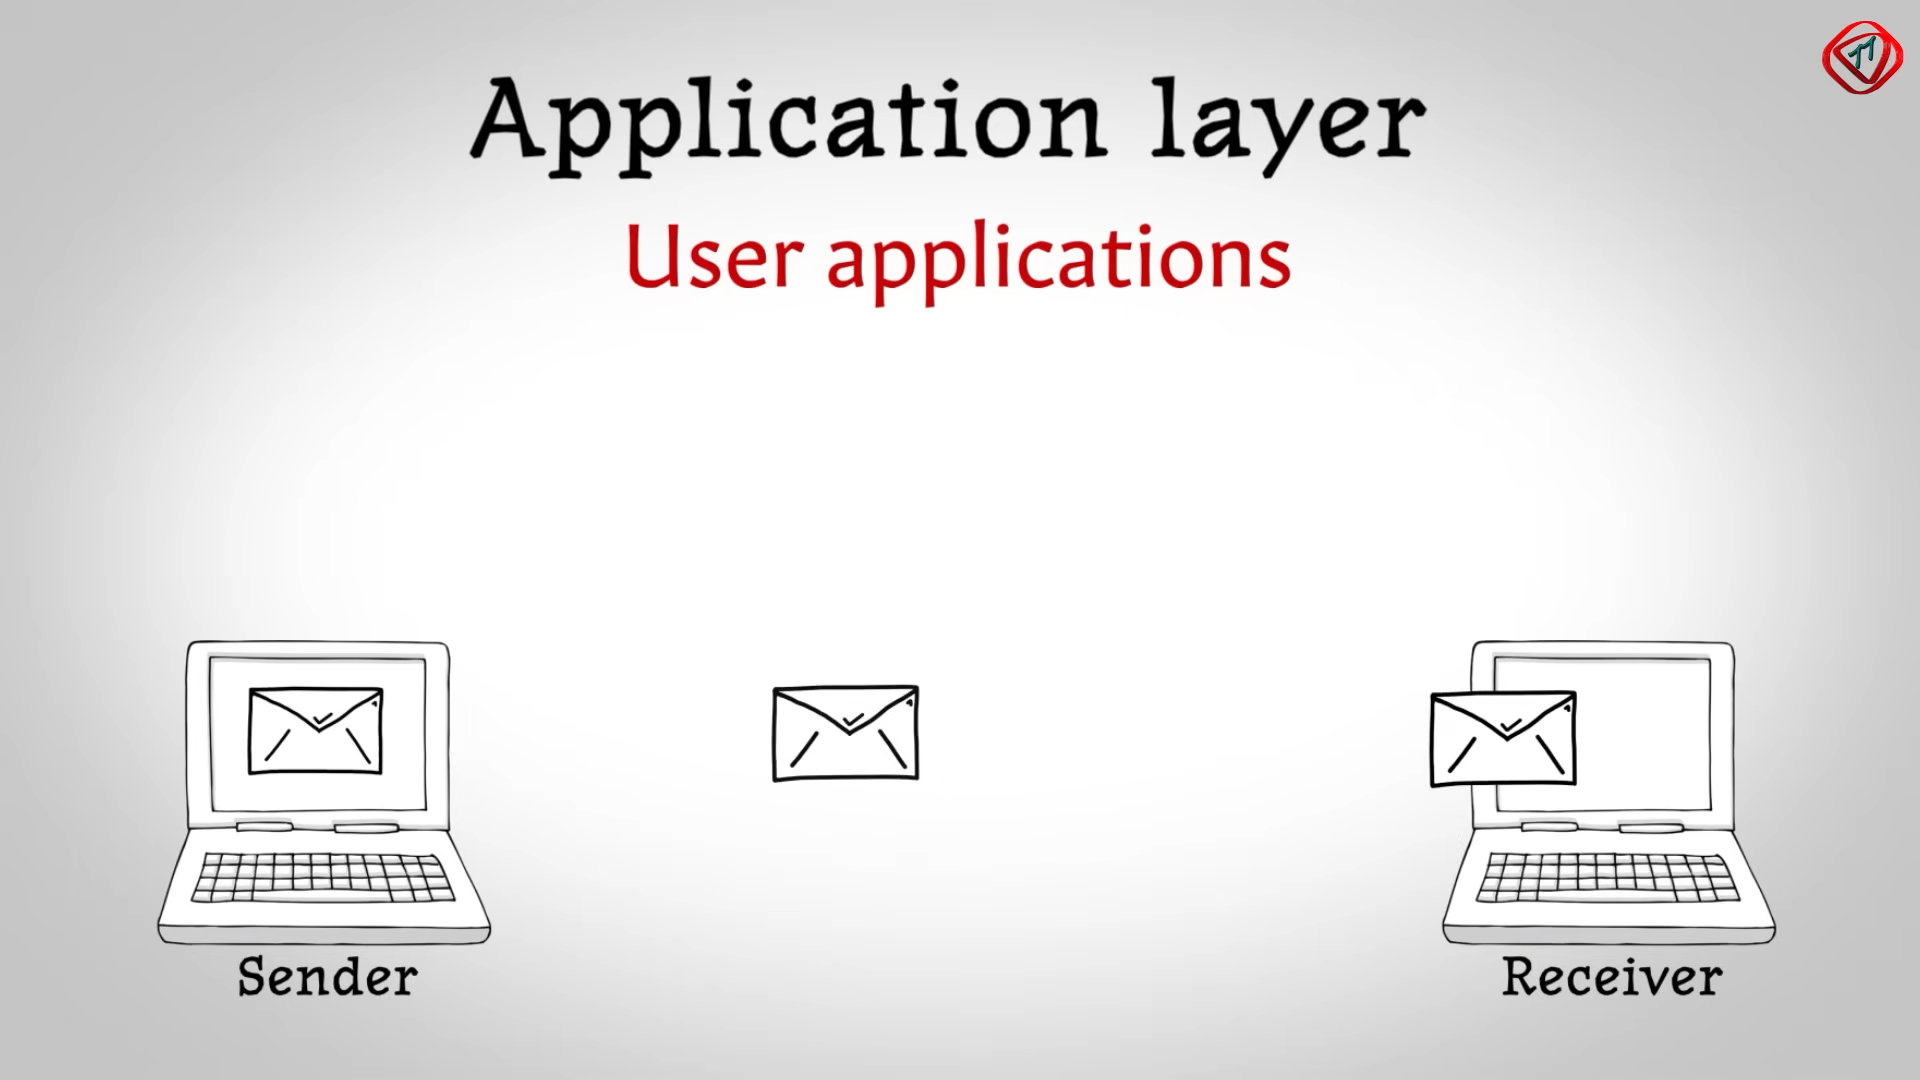 Application layer
User applications
Sender
Receiver